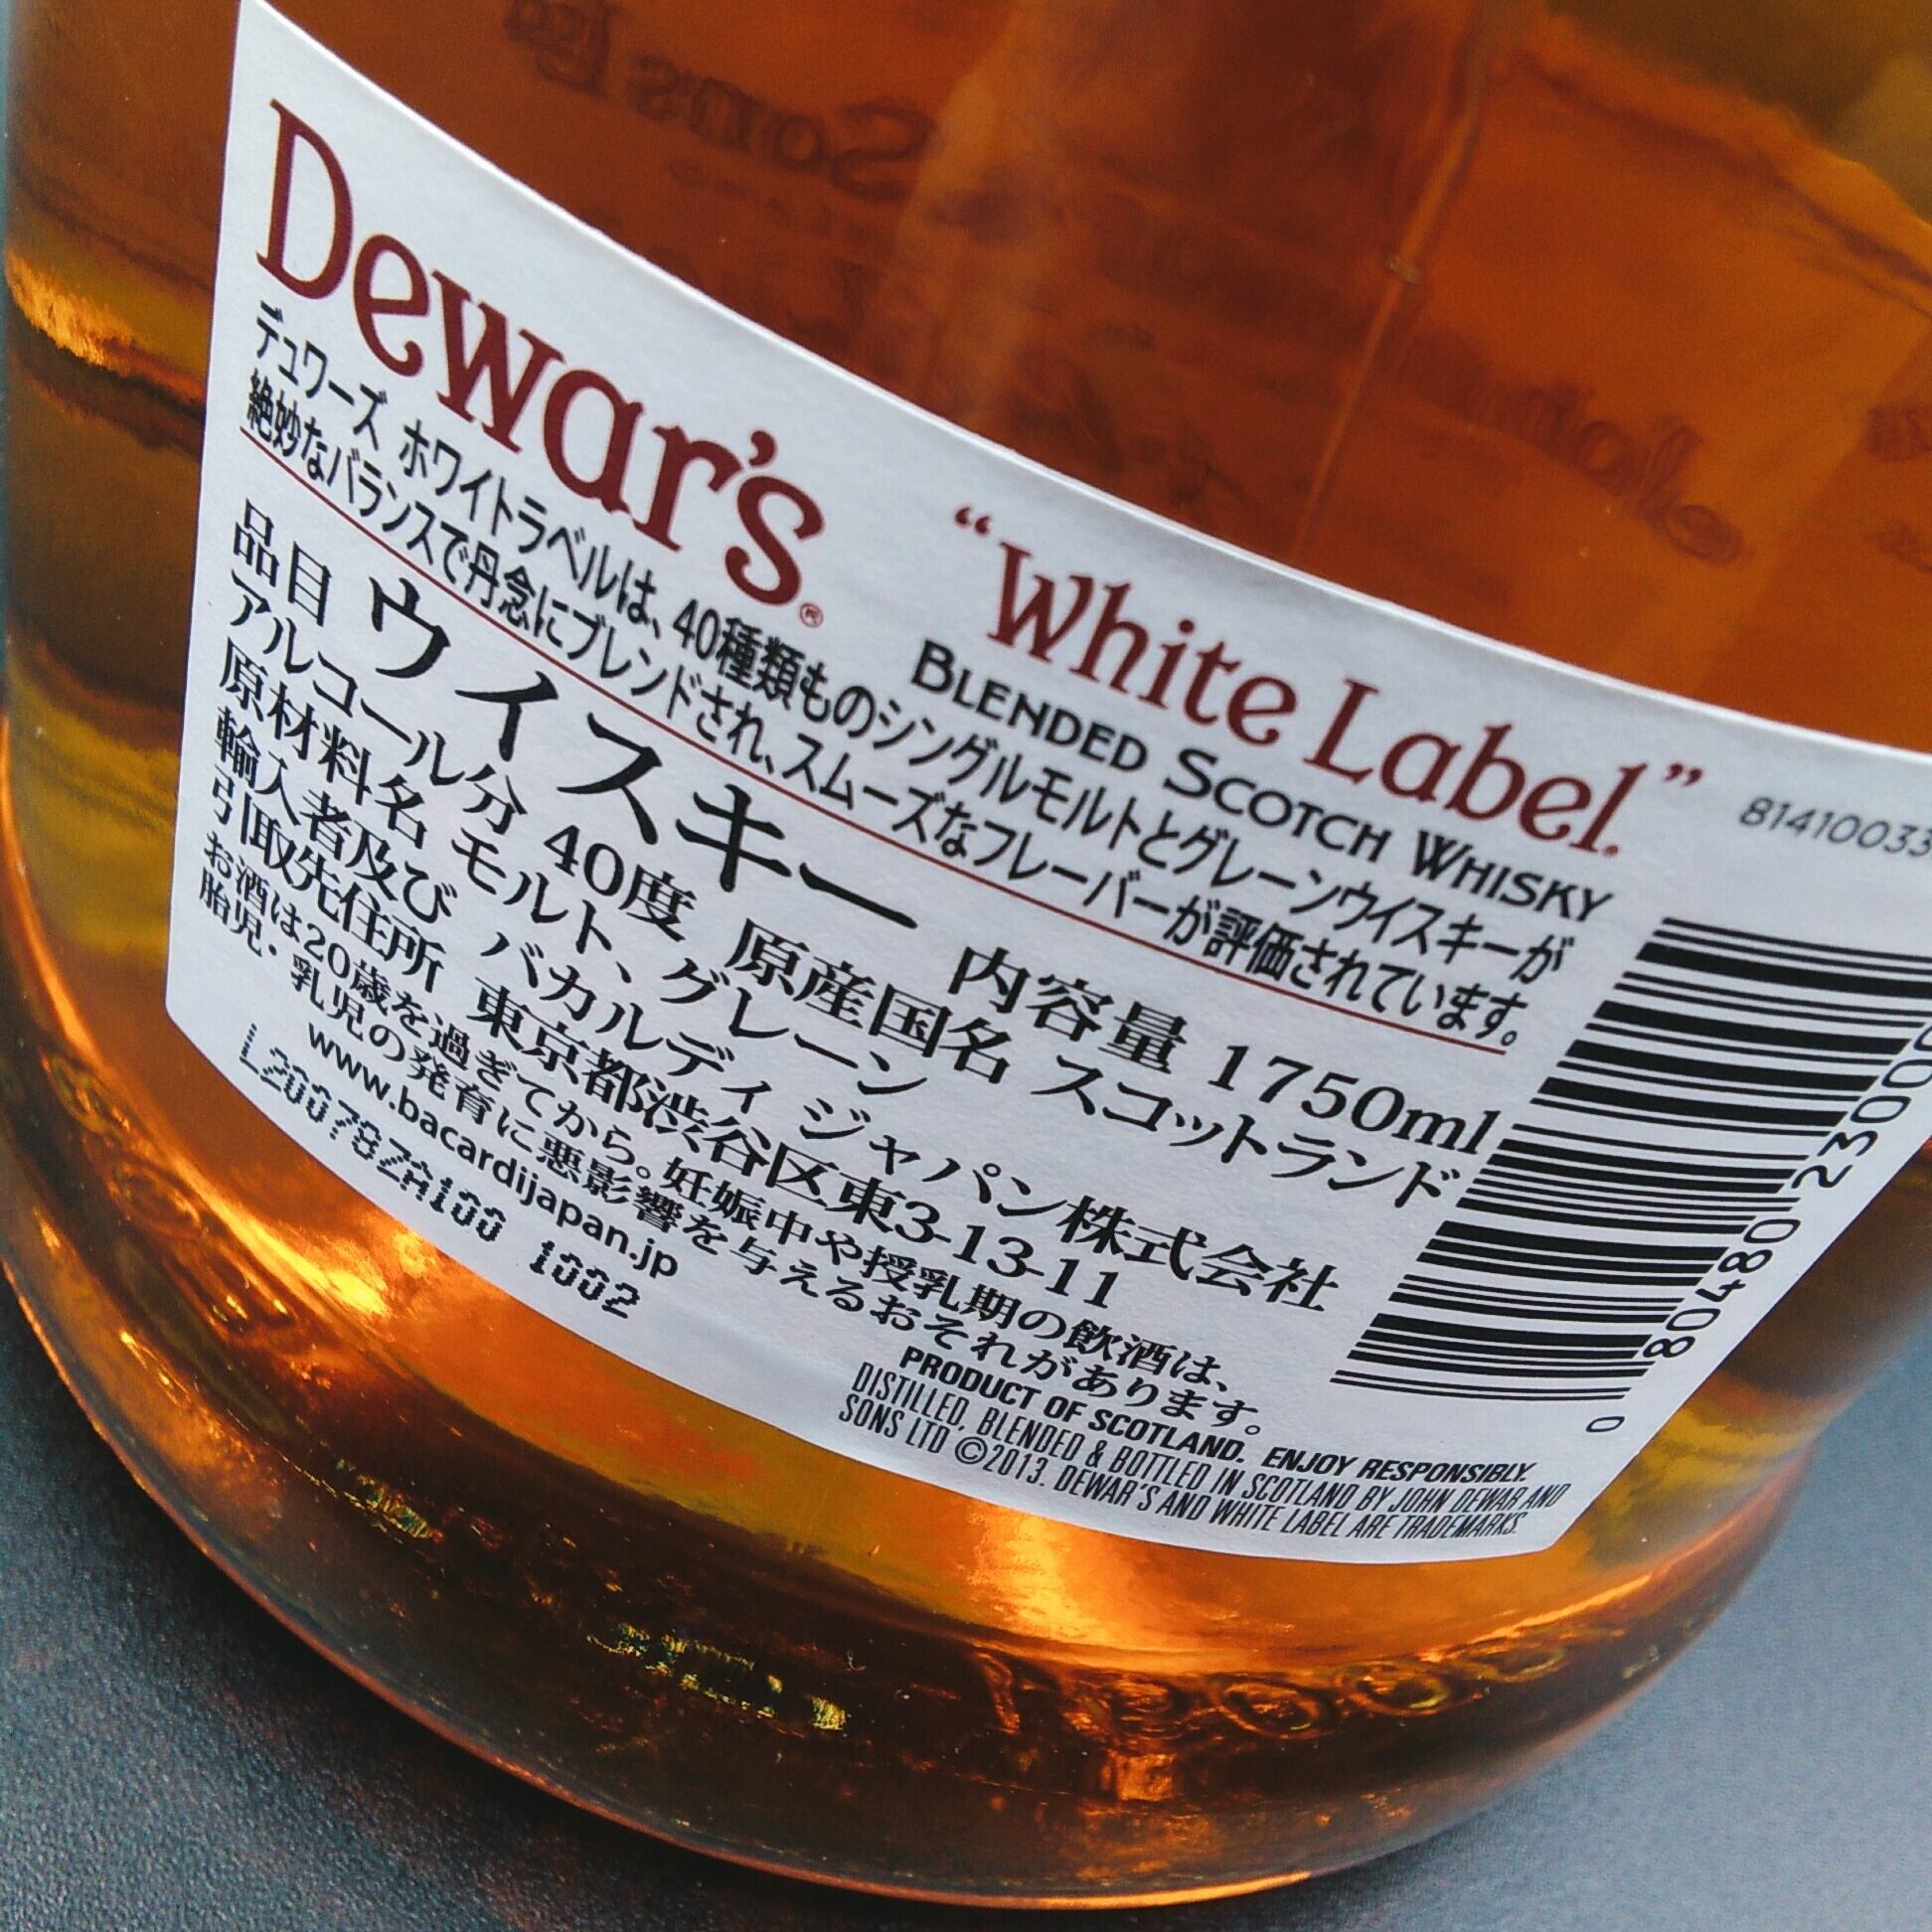 Dewar's®
"White Label."
BLENDED SCOTCH WHISKY
81410033
デュワーズ ホワイトラベルは、40種類ものシングルモルトとグレーンウイスキーが
絶妙なバランスで丹念にブレンドされ、スムーズなフレーバーが評価されています。
品目 ウイスキー 内容量 1750ml
アルコール分 40度 原産国名 スコットランド
原材料名 モルト、グレーン
輸入者及び バカルディ ジャパン株式会社
引取先住所 東京都渋谷区東3-13-11
お酒は20歳を過ぎてから。妊娠中や授乳期の飲酒は、
胎児・乳児の発育に悪影響を与えるおそれがあります。
www.bacardijapan.jp
L20078ZA100 1002
PRODUCT OF SCOTLAND. ENJOY RESPONSIBLY.
DISTILLED, BLENDED & BOTTLED IN SCOTLAND BY JOHN DEWAR AND
SONS LTD ©2013. DEWAR'S AND WHITE LABEL ARE TRADEMARKS.
0 80480 23000